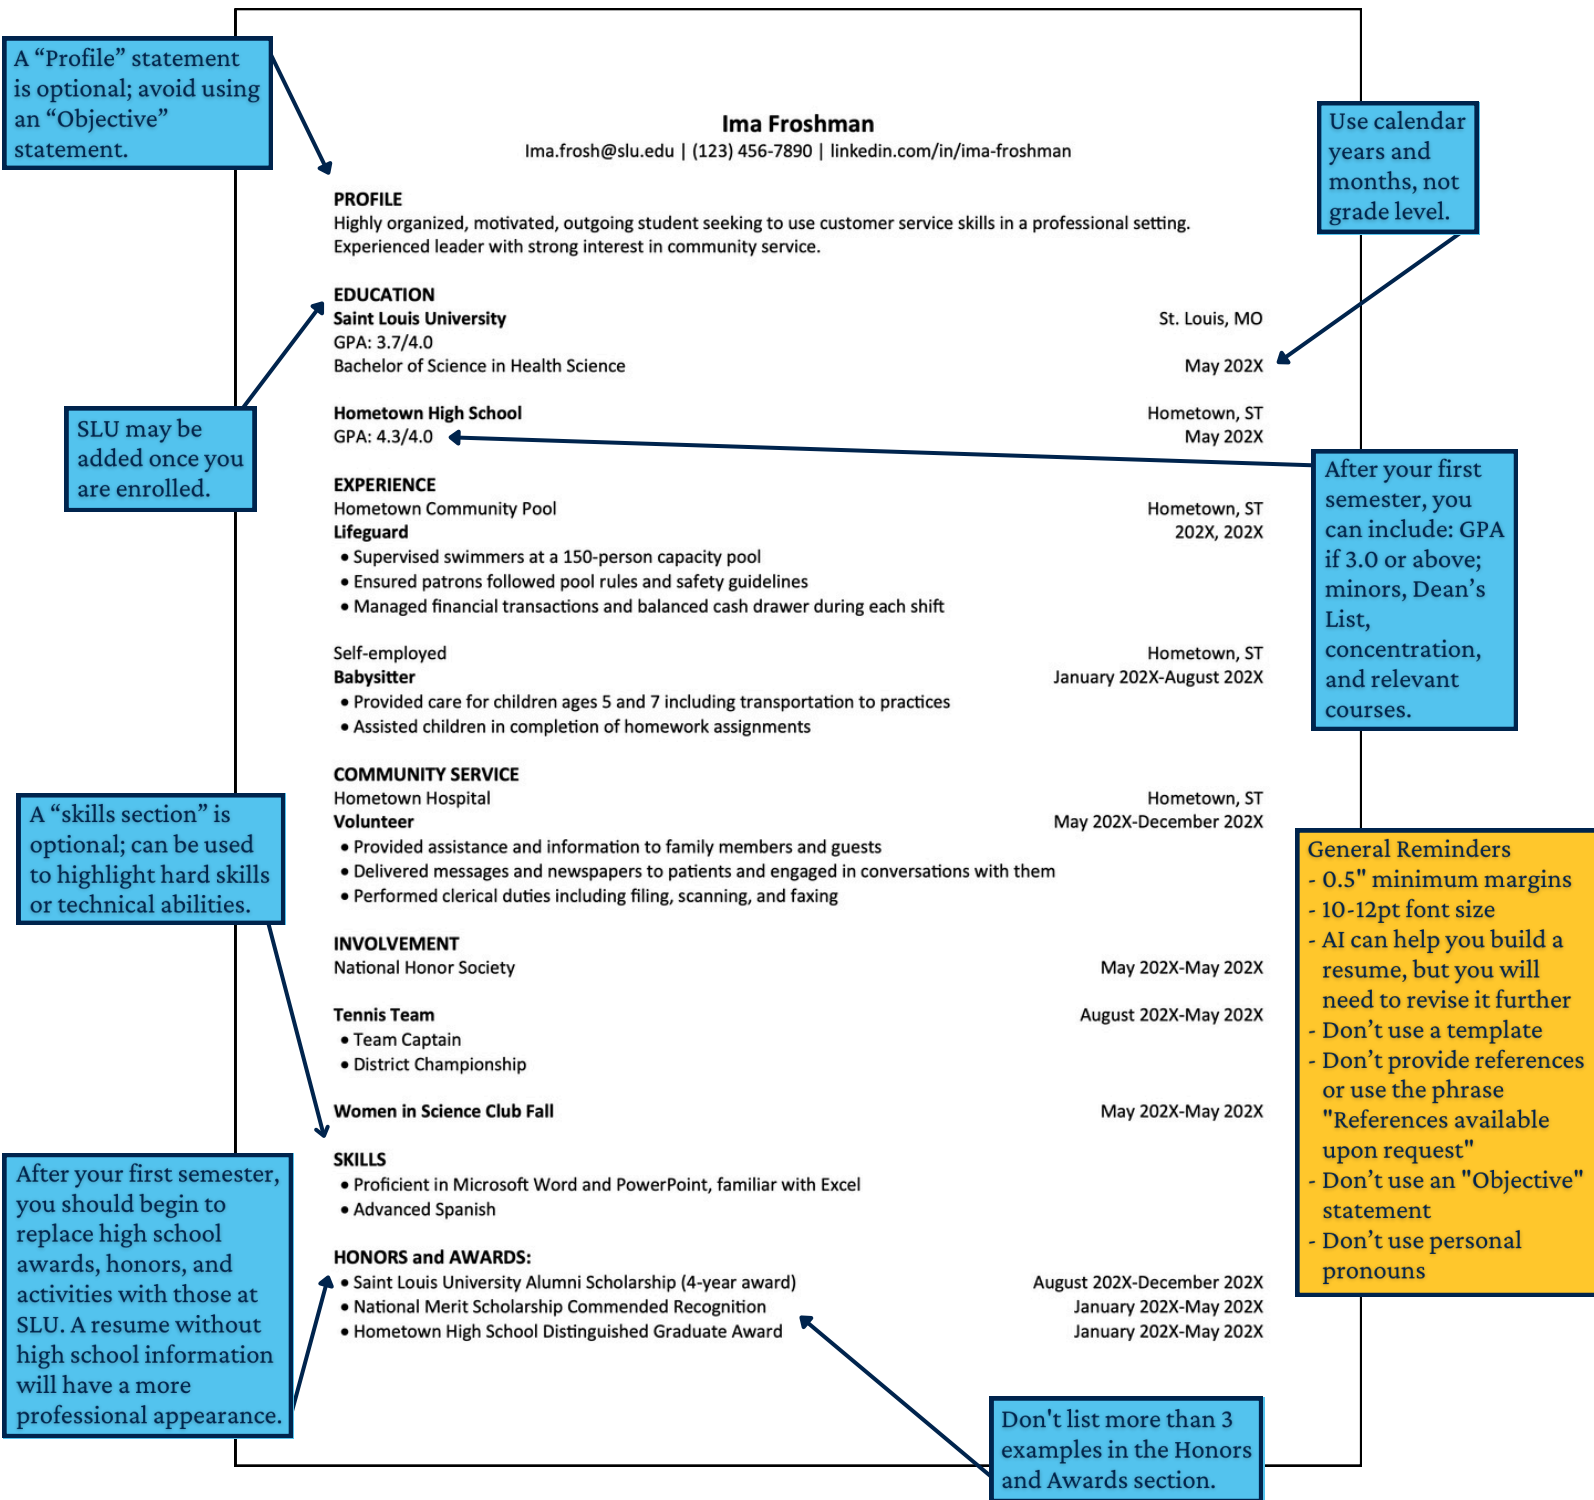 A “Profile” statement
is optional; avoid using
an “Objective”
statement.
Ima Froshman
Ima.frosh@slu.edu | (123) 456-7890 | linkedin.com/in/ima-froshman
Use calendar
years and
months, not
grade level.
PROFILE
Highly organized, motivated, outgoing student seeking to use customer service skills in a professional setting.
Experienced leader with strong interest in community service.
EDUCATION
Saint Louis University St. Louis, MO
GPA: 3.7/4.0
Bachelor of Science in Health Science May 202X
SLU may be
added once you
are enrolled.
Hometown High School Hometown, ST
GPA: 4.3/4.0 May 202X
After your first
semester, you
can include: GPA
if 3.0 or above;
minors, Dean’s
List,
concentration,
and relevant
courses.
EXPERIENCE
Hometown Community Pool Hometown, ST
Lifeguard 202X, 202X
• Supervised swimmers at a 150-person capacity pool
• Ensured patrons followed pool rules and safety guidelines
• Managed financial transactions and balanced cash drawer during each shift
Self-employed Hometown, ST
Babysitter January 202X-August 202X
• Provided care for children ages 5 and 7 including transportation to practices
• Assisted children in completion of homework assignments
A “skills section” is
optional; can be used
to highlight hard skills
or technical abilities.
COMMUNITY SERVICE
Hometown Hospital Hometown, ST
Volunteer May 202X-December 202X
• Provided assistance and information to family members and guests
• Delivered messages and newspapers to patients and engaged in conversations with them
• Performed clerical duties including filing, scanning, and faxing
General Reminders
- 0.5" minimum margins
- 10-12pt font size
- AI can help you build a
resume, but you will
need to revise it further
- Don’t use a template
- Don’t provide references
or use the phrase
"References available
upon request"
- Don’t use an "Objective"
statement
- Don’t use personal
pronouns
INVOLVEMENT
National Honor Society May 202X-May 202X
Tennis Team August 202X-May 202X
• Team Captain
• District Championship
Women in Science Club Fall May 202X-May 202X
SKILLS
• Proficient in Microsoft Word and PowerPoint, familiar with Excel
• Advanced Spanish
After your first semester,
you should begin to
replace high school
awards, honors, and
activities with those at
SLU. A resume without
high school information
will have a more
professional appearance.
HONORS and AWARDS:
• Saint Louis University Alumni Scholarship (4-year award) August 202X-December 202X
• National Merit Scholarship Commended Recognition January 202X-May 202X
• Hometown High School Distinguished Graduate Award January 202X-May 202X
Don't list more than 3
examples in the Honors
and Awards section.